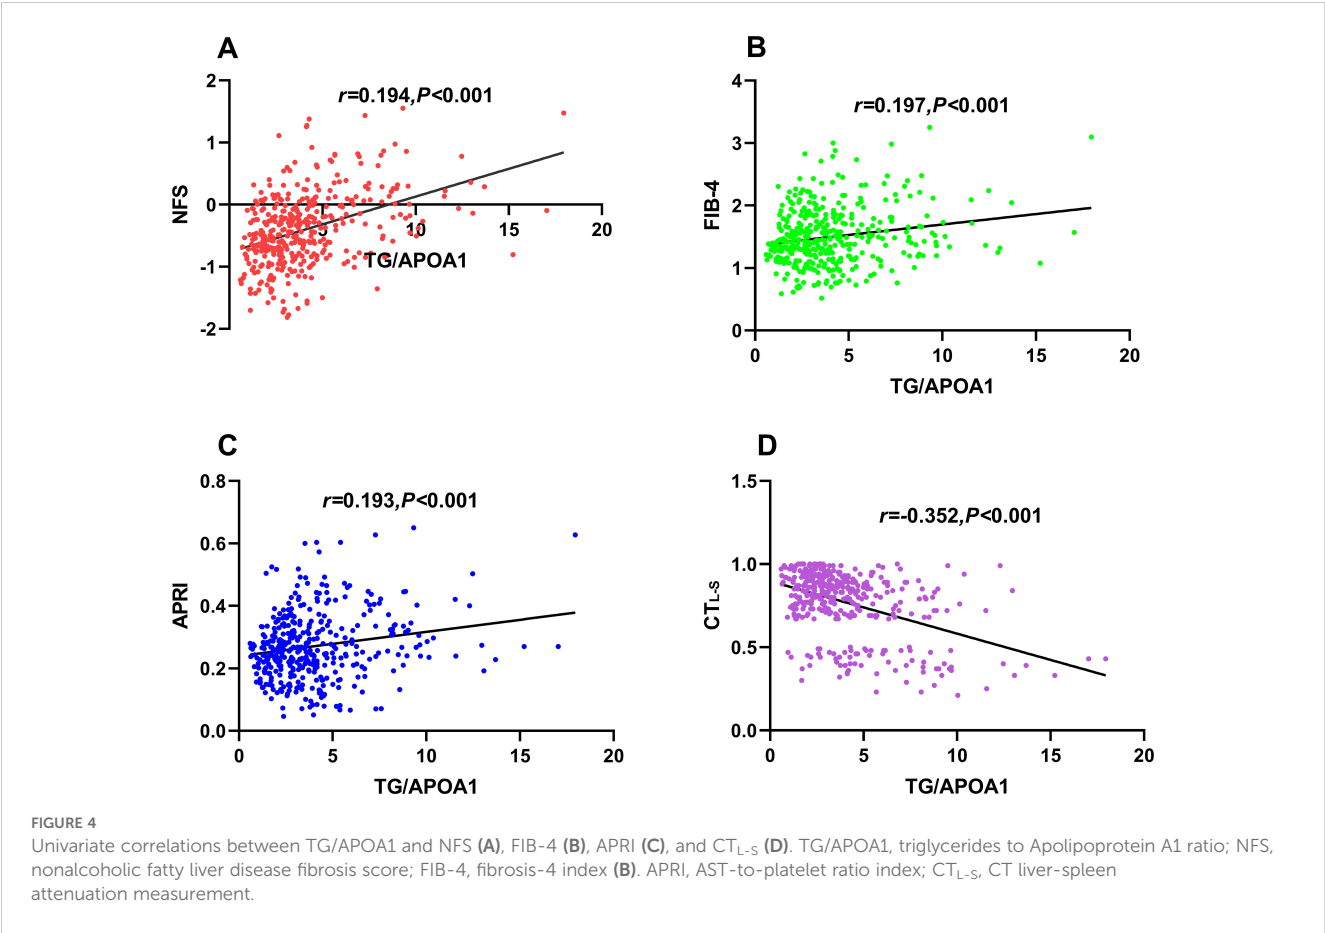 A
r=0.194,P<0.001
2
1
0
-1
-2
NFS
5
10
15
20
TG/APOA1
B
r=0.197,P<0.001
4
3
2
1
0
FIB-4
0
5
10
15
20
TG/APOA1
C
r=0.193,P<0.001
0.8
0.6
0.4
0.2
0.0
APRI
0
5
10
15
20
TG/APOA1
D
r=-0.352,P<0.001
1.5
1.0
0.5
0.0
CTL-S
0
5
10
15
20
TG/APOA1
FIGURE 4
Univariate correlations between TG/APOA1 and NFS (A), FIB-4 (B), APRI (C), and CTL-S (D). TG/APOA1, triglycerides to Apolipoprotein A1 ratio; NFS,
nonalcoholic fatty liver disease fibrosis score; FIB-4, fibrosis-4 index (B). APRI, AST-to-platelet ratio index; CTL-S, CT liver-spleen
attenuation measurement.